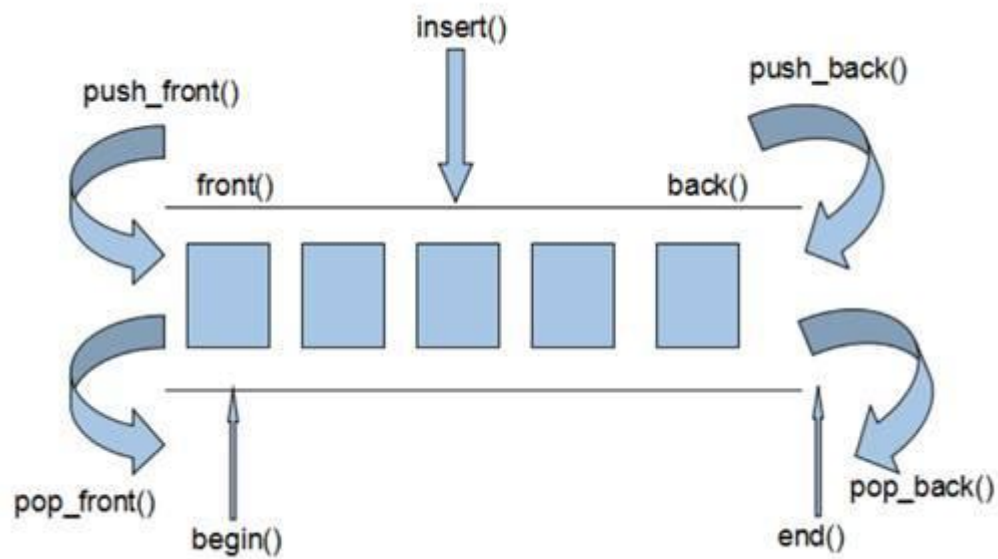 insert()
push_front()
push_back()
front()
back()
pop_front()
pop_back()
begin()
end()